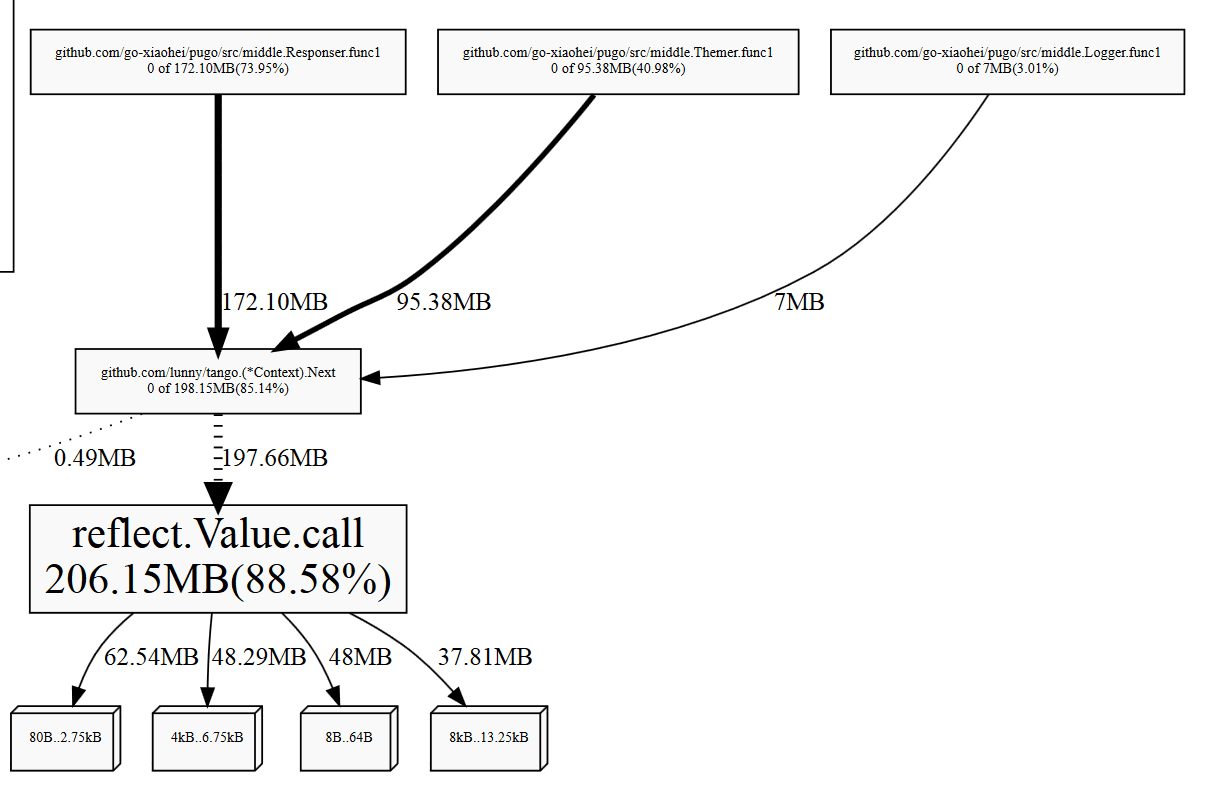 github.com/go-xiaohei/pugo/src/middle.Responser.func1
0 of 172.10MB(73.95%)
github.com/go-xiaohei/pugo/src/middle.Themer.func1
0 of 95.38MB(40.98%)
github.com/go-xiaohei/pugo/src/middle.Logger.func1
0 of 7MB(3.01%)
172.10MB
95.38MB
7MB
github.com/lunny/tango.(*Context).Next
0 of 198.15MB(85.14%)
0.49MB
197.66MB
reflect.Value.call
206.15MB(88.58%)
62.54MB
48.29MB
48MB
37.81MB
80B..2.75kB
4kB..6.75kB
8B..64B
8kB..13.25kB